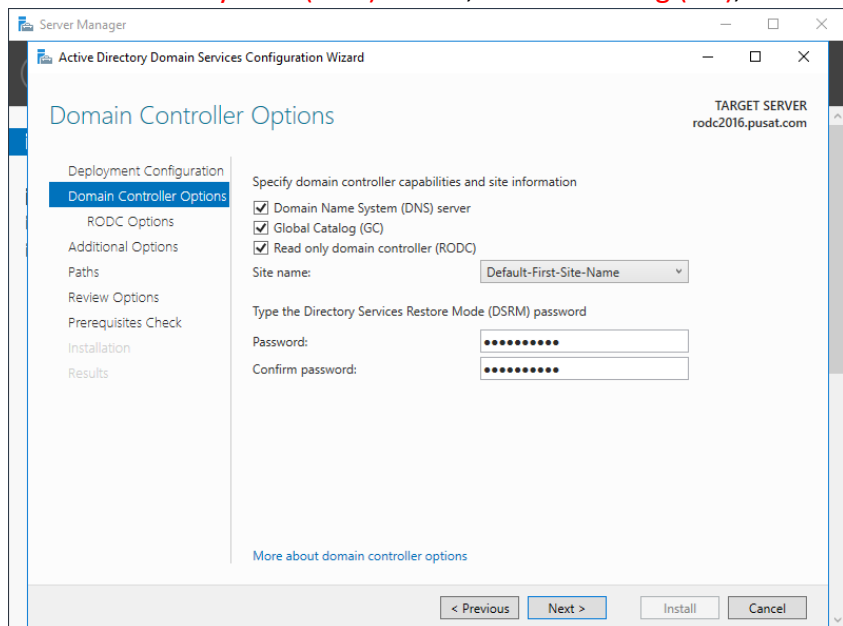 Server Manager
Active Directory Domain Services Configuration Wizard
Domain Controller Options
TARGET SERVER
rodc2016.pusat.com
Deployment Configuration
Domain Controller Options
RODC Options
Additional Options
Paths
Review Options
Prerequisites Check
Installation
Results
Specify domain controller capabilities and site information
Domain Name System (DNS) server
Global Catalog (GC)
Read only domain controller (RODC)
Site name: Default-First-Site-Name
Type the Directory Services Restore Mode (DSRM) password
Password: ••••••••••
Confirm password: ••••••••••
More about domain controller options
< Previous Next > Install Cancel